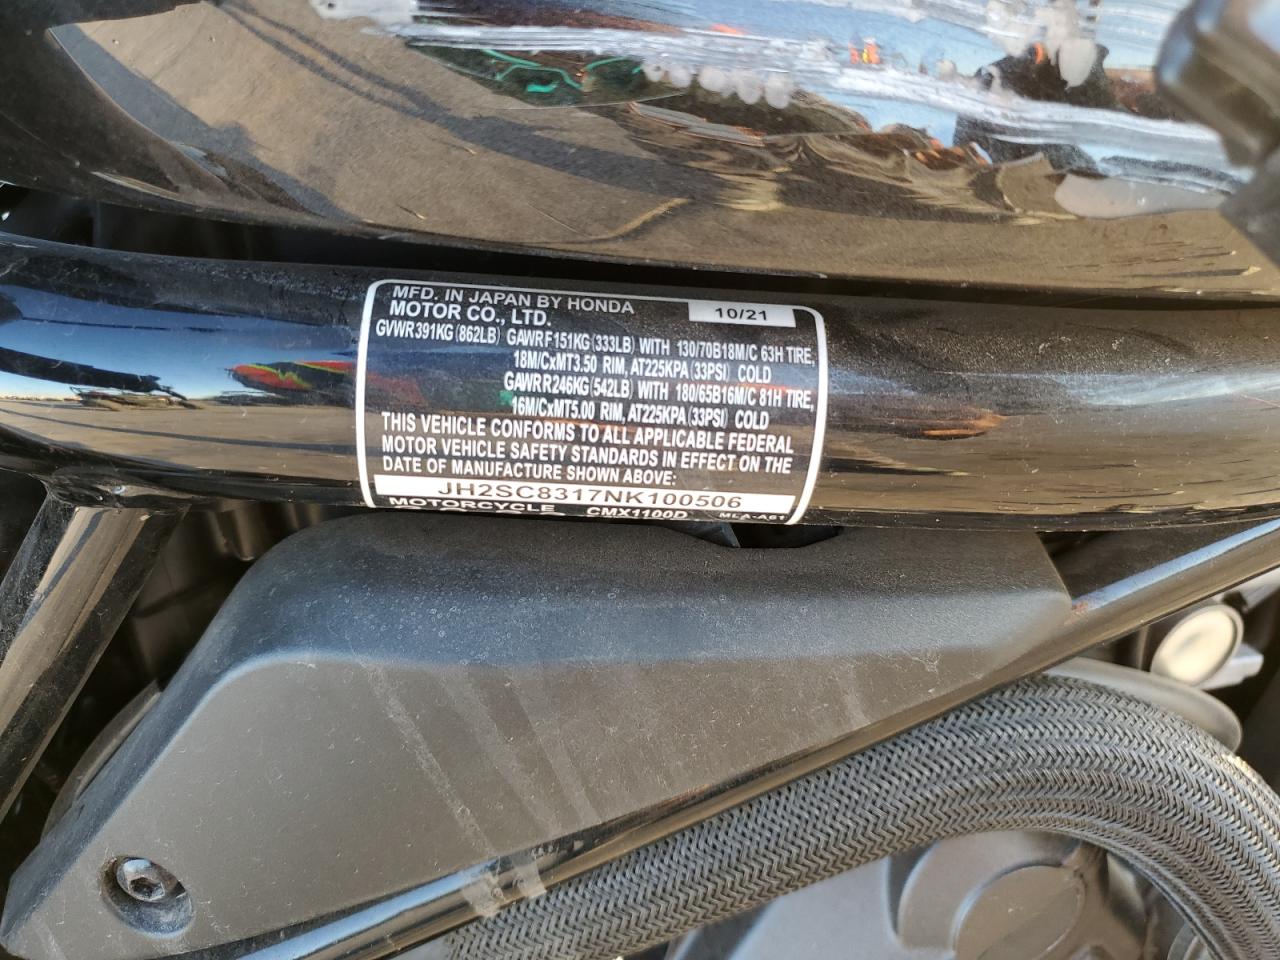 MFD. IN JAPAN BY HONDA 10/21
MOTOR CO., LTD.
GVWR391KG(862LB) GAWRF151KG(333LB) WITH 130/70B18M/C 63H TIRE,
18M/CxMT3.50 RIM, AT225KPA(33PSI) COLD
GAWRR246KG(542LB) WITH 180/65B16M/C 81H TIRE,
16M/CxMT5.00 RIM, AT225KPA(33PSI) COLD
THIS VEHICLE CONFORMS TO ALL APPLICABLE FEDERAL
MOTOR VEHICLE SAFETY STANDARDS IN EFFECT ON THE
DATE OF MANUFACTURE SHOWN ABOVE:
JH2SC8317NK100506
MOTORCYCLE CMX1100D MLA-A61